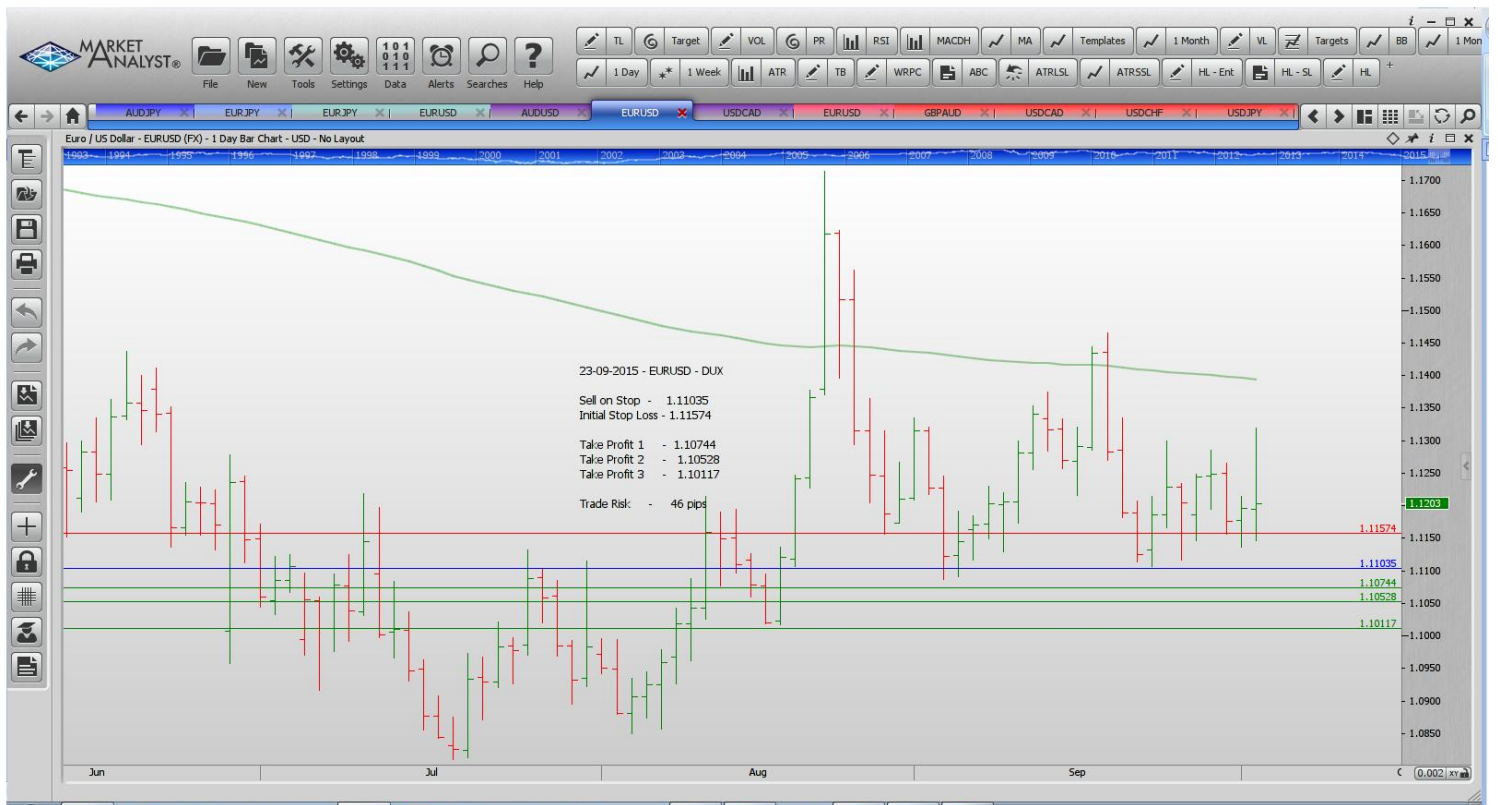 i
MARKET
ANALYST®
File New Tools Settings Data Alerts Searches Help
101
010
111
TL Target VOL PR RSI MACDH MA Templates 1 Month VL Targets BB 1 Mon
1 Day 1 Week ATR TB WRPC ABC ATRLSL ATRSSL HL - Ent HL - SL HL +
AUDJPY EURJPY EURJPY EURUSD AUDUSD EURUSD USDCAD EURUSD GBPAUD USDCAD USDCHF USDJPY
Euro / US Dollar - EURUSD (FX) - 1 Day Bar Chart - USD - No Layout
i
1993 1994 1995 1996 1997 1998 1999 2000 2001 2002 2003 2004 2005 2006 2007 2008 2009 2010 2011 2012 2013 2014 2015
1.1700
1.1650
1.1600
1.1550
1.1500
1.1450
1.1400
1.1350
1.1300
1.1250
1.1203
1.1150
1.1100
1.1050
1.1000
1.0950
1.0900
1.0850
23-09-2015 - EURUSD - DUX
Sell on Stop - 1.11035
Initial Stop Loss - 1.11574
Take Profit 1 - 1.10744
Take Profit 2 - 1.10528
Take Profit 3 - 1.10117
Trade Risk - 46 pips
1.11574
1.11035
1.10744
1.10528
1.10117
Jun Jul Aug Sep
0.002 XY